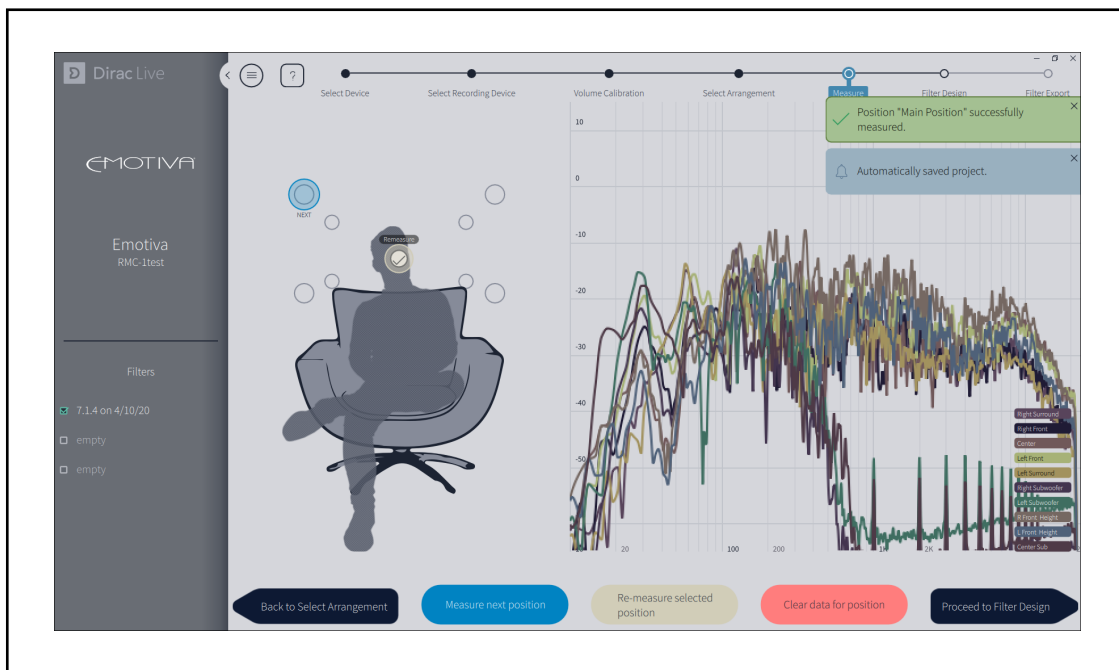 Dirac Live
?
Select Device
Select Recording Device
Volume Calibration
Select Arrangement
Measure
Filter Design
Filter Export
Position "Main Position" successfully
measured.
Automatically saved project.
EMOTIVA
Emotiva
RMC-1test
Filters
7.1.4 on 4/10/20
empty
empty
NEXT
Remeasure
10
0
-10
-20
-30
-40
-50
20
100
200
1K
2K
Right Surround
Right Front
Center
Left Front
Left Surround
Right Subwoofer
Left Subwoofer
R Front Height
L Front Height
Center Sub
Back to Select Arrangement
Measure next position
Re-measure selected
position
Clear data for position
Proceed to Filter Design